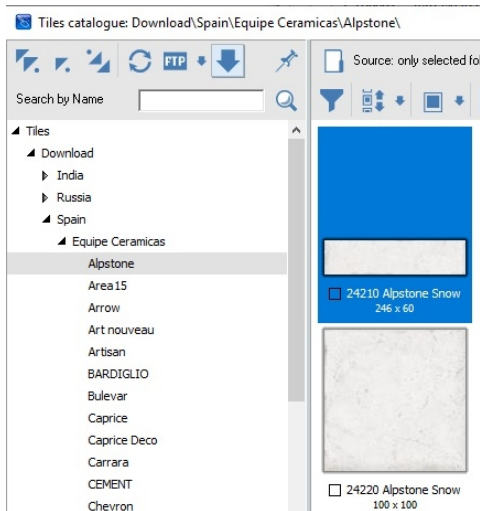 Tiles catalogue: Download\Spain\Equipe Ceramicas\Alpstone\
FTP
Source: only selected fol
Search by Name
Tiles
Download
India
Russia
Spain
Equipe Ceramicas
Alpstone
Area15
Arrow
Art nouveau
Artisan
BARDIGLIO
Bulevar
Caprice
Caprice Deco
Carrara
CEMENT
Chevron
24210 Alpstone Snow
246 x 60
24220 Alpstone Snow
100 x 100